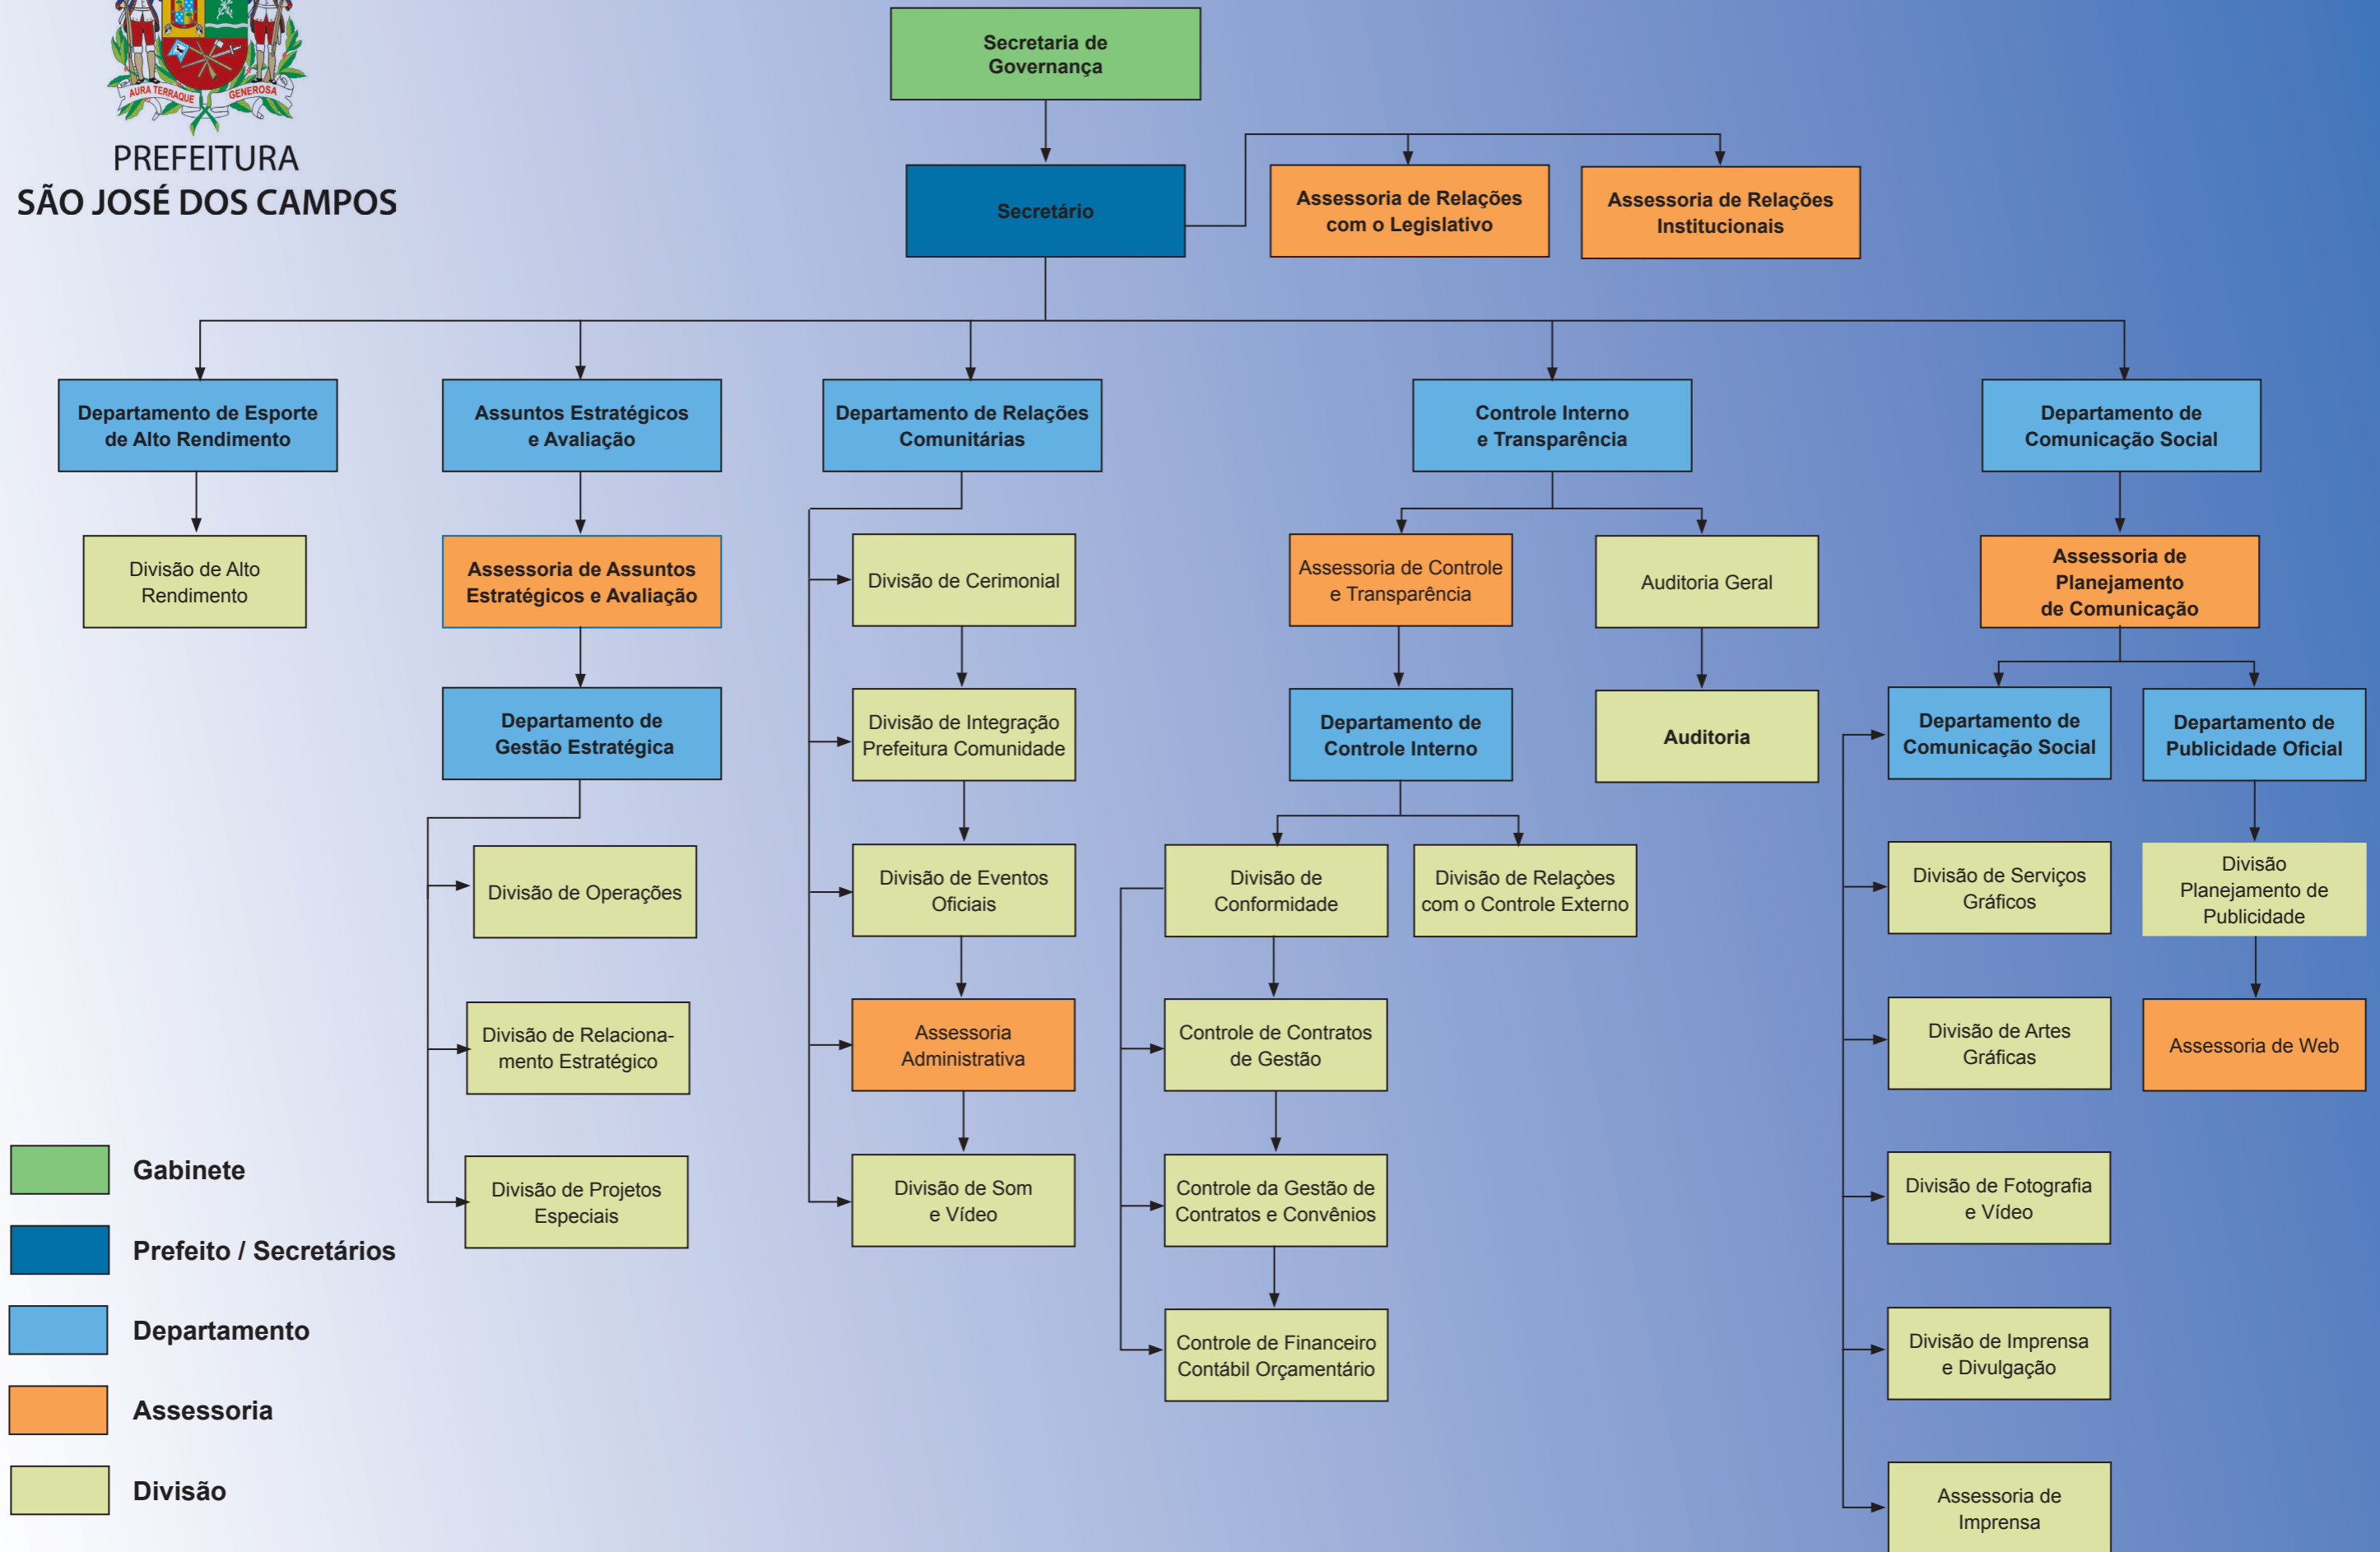 AURA TERRAQUE GENEROSA
PREFEITURA
SÃO JOSÉ DOS CAMPOS
Secretaria de
Governança
Secretário
Assessoria de Relações
com o Legislativo
Assessoria de Relações
Institucionais
Departamento de Esporte
de Alto Rendimento
Assuntos Estratégicos
e Avaliação
Departamento de Relações
Comunitárias
Controle Interno
e Transparência
Departamento de
Comunicação Social
Divisão de Alto
Rendimento
Assessoria de Assuntos
Estratégicos e Avaliação
Divisão de Cerimonial
Assessoria de Controle
e Transparência
Auditoria Geral
Assessoria de
Planejamento
de Comunicação
Departamento de
Gestão Estratégica
Divisão de Integração
Prefeitura Comunidade
Departamento de
Controle Interno
Auditoria
Departamento de
Comunicação Social
Departamento de
Publicidade Oficial
Divisão de Operações
Divisão de Eventos
Oficiais
Divisão de
Conformidade
Divisão de Relaçòes
com o Controle Externo
Divisão de Serviços
Gráficos
Divisão
Planejamento de
Publicidade
Divisão de Relaciona-
mento Estratégico
Assessoria
Administrativa
Controle de Contratos
de Gestão
Divisão de Artes
Gráficas
Assessoria de Web
Divisão de Projetos
Especiais
Divisão de Som
e Vídeo
Controle da Gestão de
Contratos e Convênios
Divisão de Fotografia
e Vídeo
Controle de Financeiro
Contábil Orçamentário
Divisão de Imprensa
e Divulgação
Assessoria de
Imprensa
Gabinete
Prefeito / Secretários
Departamento
Assessoria
Divisão